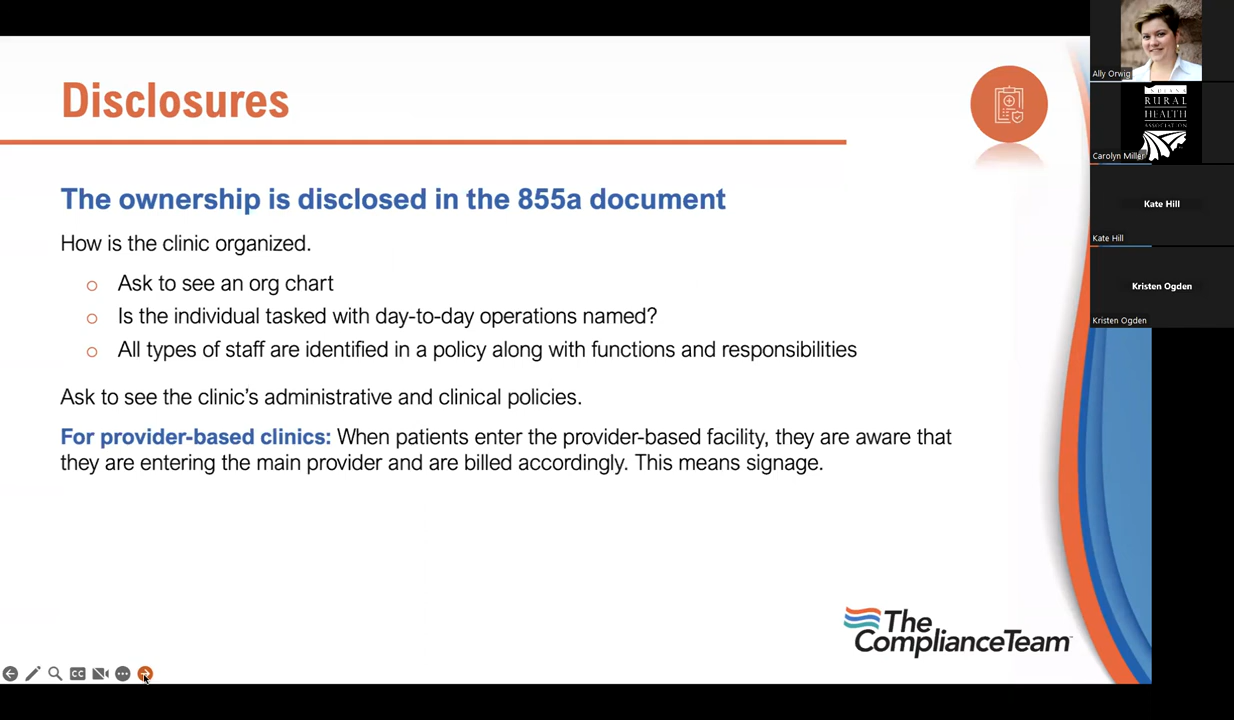 Disclosures
The ownership is disclosed in the 855a document
How is the clinic organized.
Ask to see an org chart
Is the individual tasked with day-to-day operations named?
All types of staff are identified in a policy along with functions and responsibilities
Ask to see the clinic's administrative and clinical policies.
For provider-based clinics: When patients enter the provider-based facility, they are aware that
they are entering the main provider and are billed accordingly. This means signage.
The
ComplianceTeam
CC
Ally Orwig
RURAL
HEALTH
ASSOCIATION
Carolyn Miller
Kate Hill
Kate Hill
Kristen Ogden
Kristen Ogden